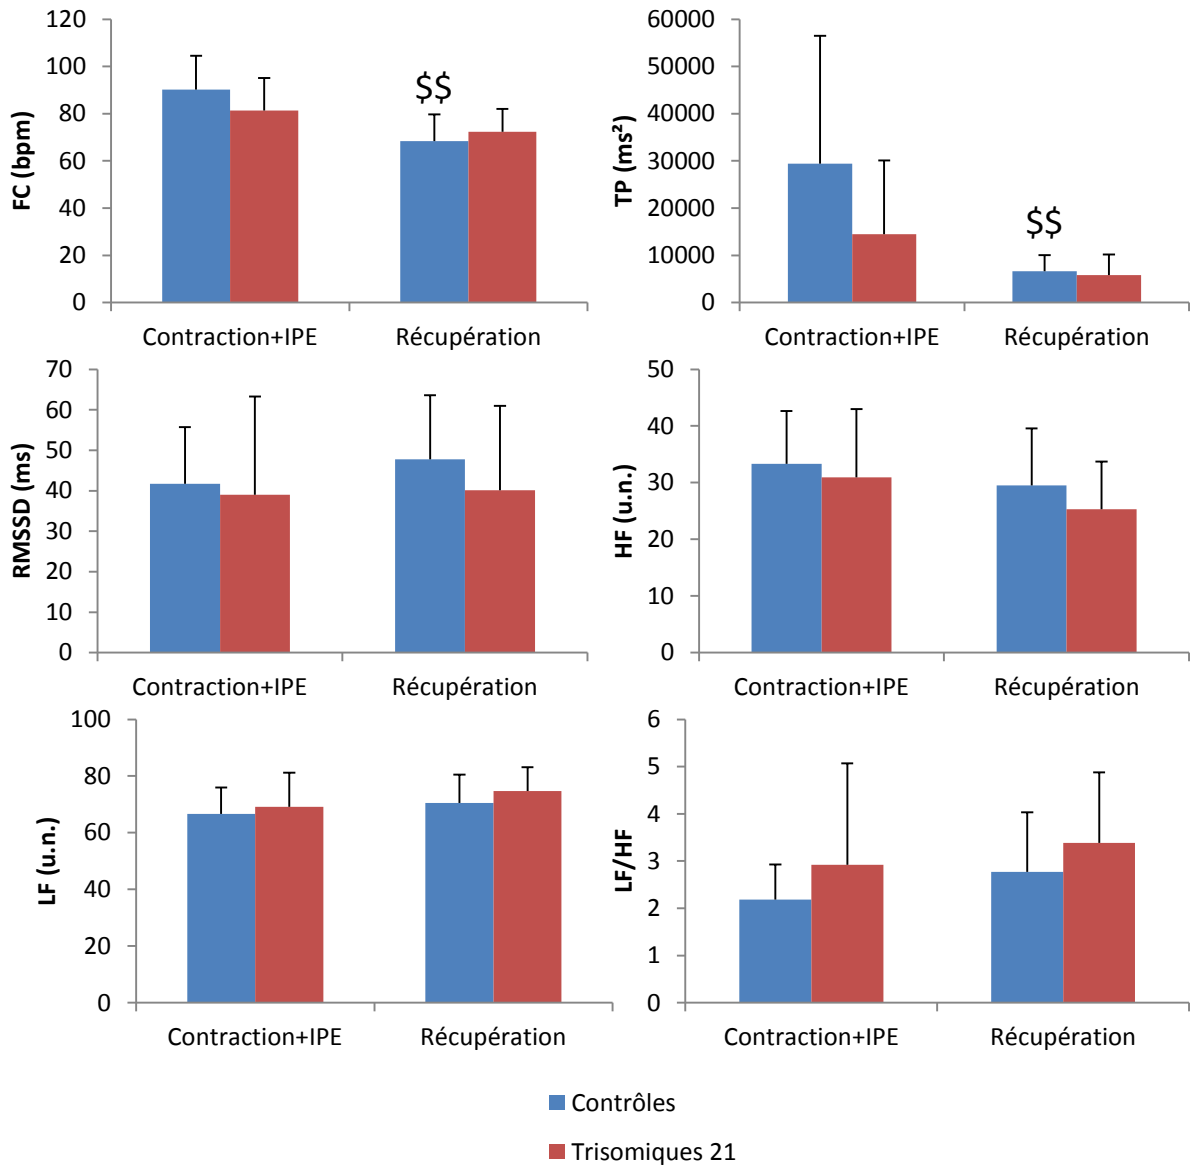 FC (bpm)
120
100
80
60
40
20
0
$$
Contraction+IPE
Récupération
TP (ms²)
60000
50000
40000
30000
20000
10000
0
$$
Contraction+IPE
Récupération
RMSSD (ms)
70
60
50
40
30
20
10
0
Contraction+IPE
Récupération
HF (u.n.)
50
40
30
20
10
0
Contraction+IPE
Récupération
LF (u.n.)
100
80
60
40
20
0
Contraction+IPE
Récupération
LF/HF
6
5
4
3
2
1
0
Contraction+IPE
Récupération
Contrôles
Trisomiques 21